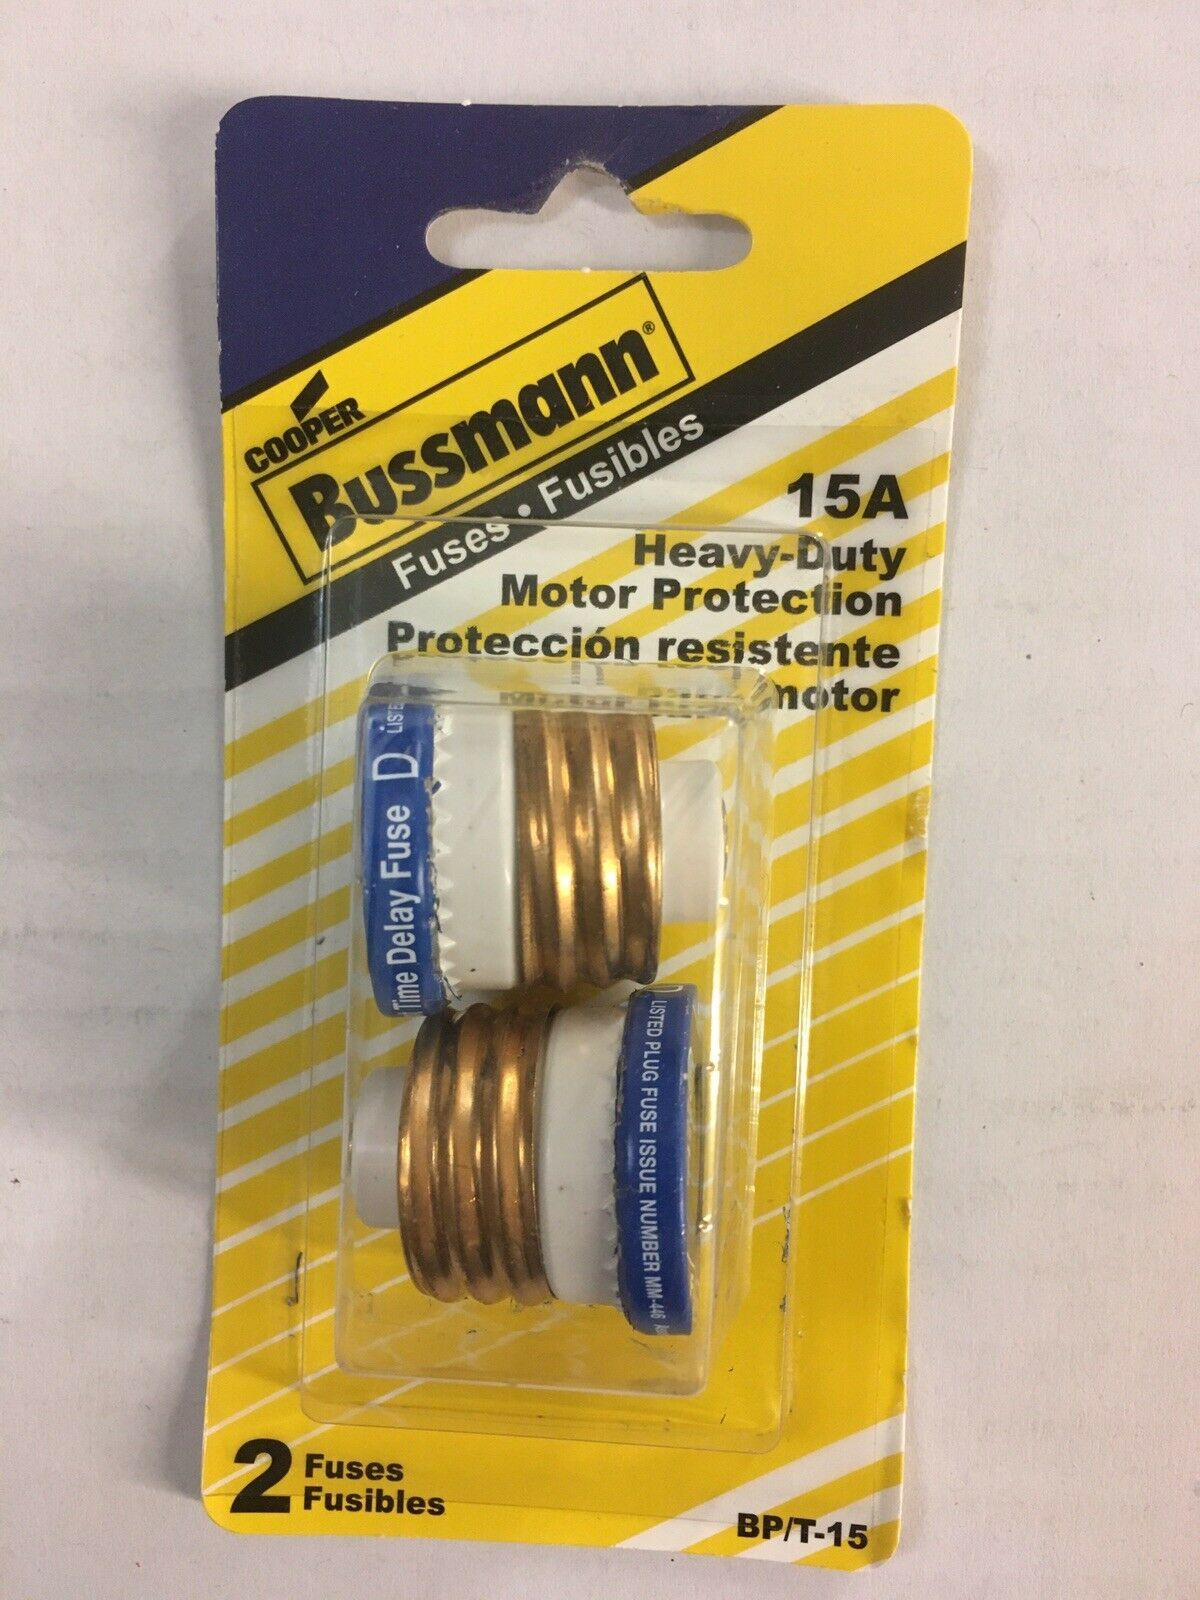 COOPER
Bussmann®
Fuses • Fusibles
15A
Heavy-Duty
Motor Protection
Protección resistente
motor
Time Delay Fuse D LISTED
LISTED PLUG FUSE ISSUE NUMBER MM-446
2 Fuses
Fusibles
BP/T-15